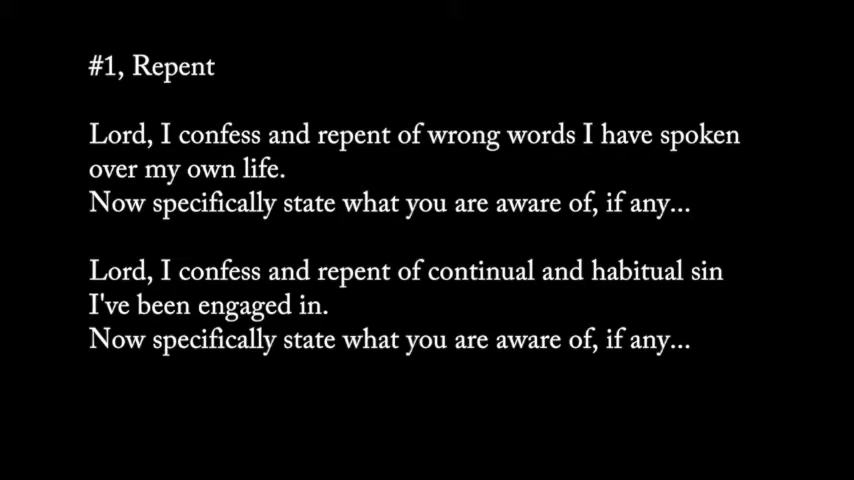 #1, Repent
Lord, I confess and repent of wrong words I have spoken
over my own life.
Now specifically state what you are aware of, if any...
Lord, I confess and repent of continual and habitual sin
I've been engaged in.
Now specifically state what you are aware of, if any...